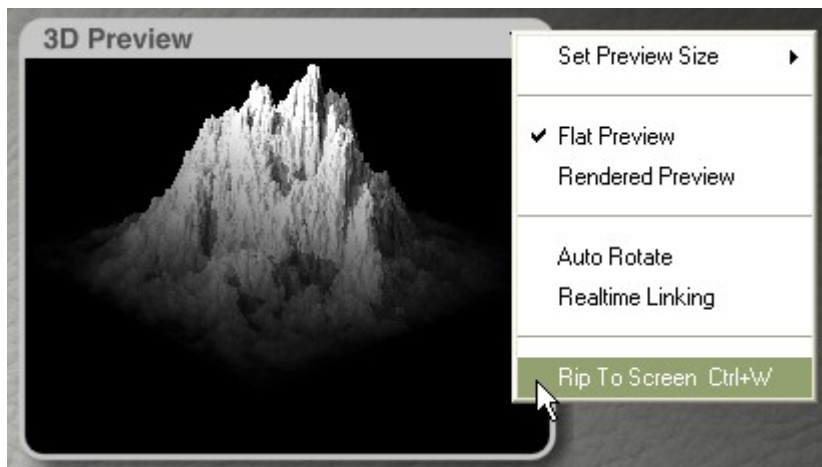 3D Preview
Set Preview Size
Flat Preview
Rendered Preview
Auto Rotate
Realtime Linking
Rip To Screen Ctrl+W